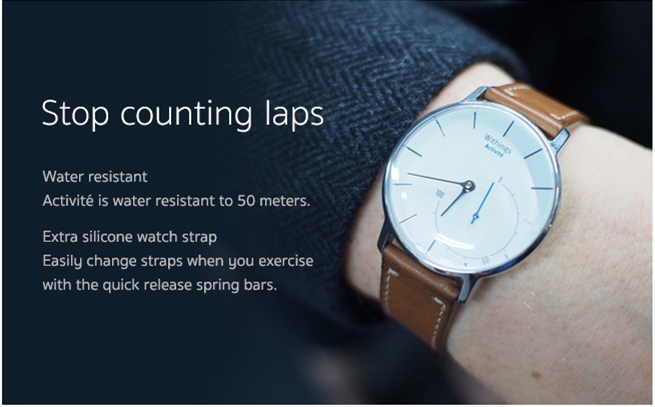 Stop counting laps
Water resistant
Activité is water resistant to 50 meters.
Extra silicone watch strap
Easily change straps when you exercise
with the quick release spring bars.
Withings
Activité